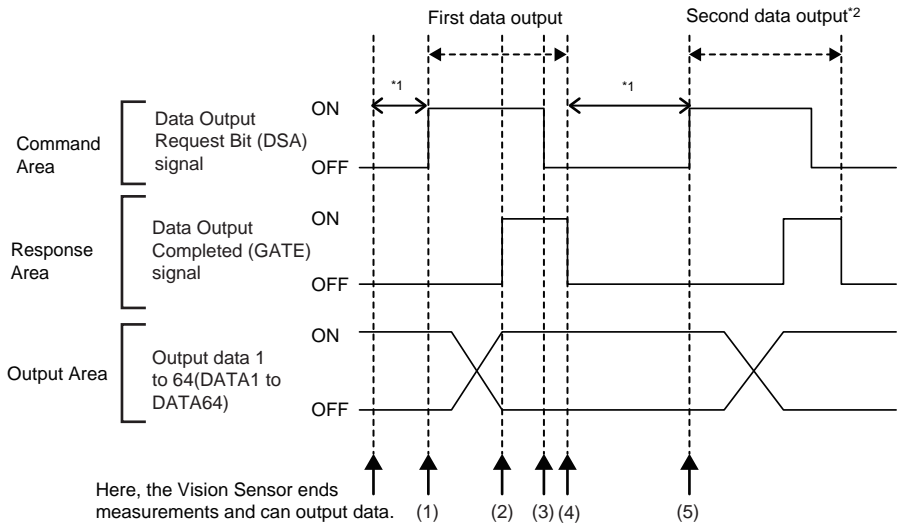 First data output
Second data output*2
*1
*1
Command
Area
Data Output
Request Bit (DSA)
signal
ON
OFF
Response
Area
Data Output
Completed (GATE)
signal
ON
OFF
Output Area
Output data 1
to 64(DATA1 to
DATA64)
ON
OFF
Here, the Vision Sensor ends
measurements and can output data.
(1)
(2)
(3)
(4)
(5)